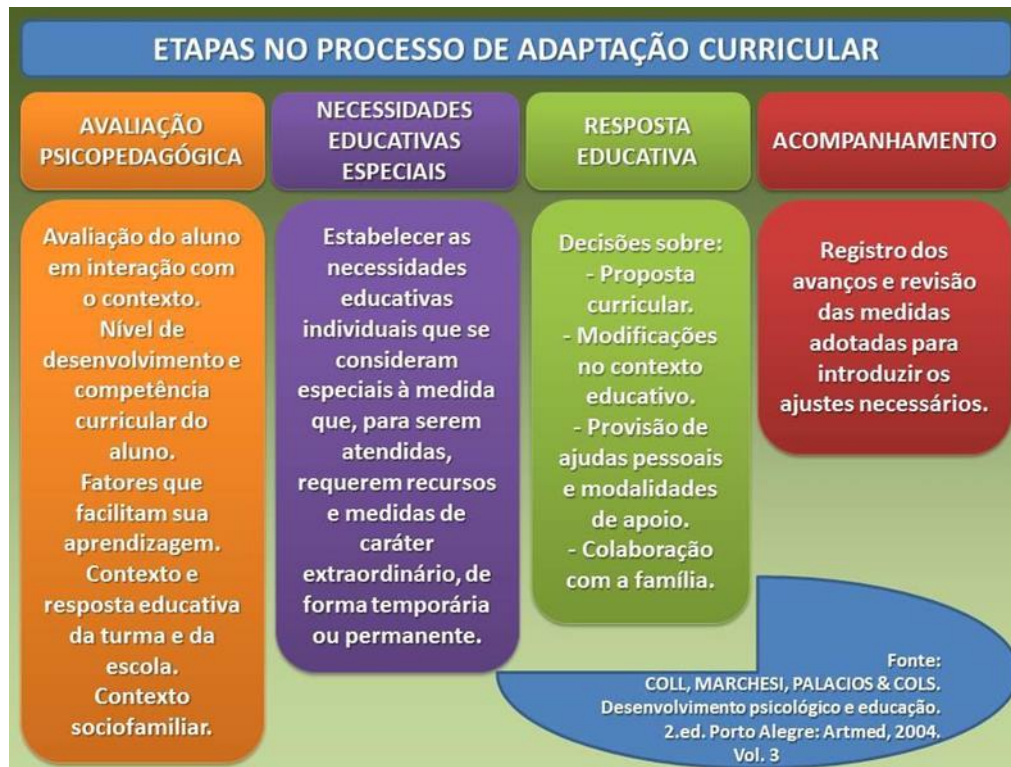 ETAPAS NO PROCESSO DE ADAPTAÇÃO CURRICULAR
AVALIAÇÃO
PSICOPEDAGÓGICA
Avaliação do aluno
em interação com
o contexto.
Nível de
desenvolvimento e
competência
curricular do
aluno.
Fatores que
facilitam sua
aprendizagem.
Contexto e
resposta educativa
da turma e da
escola.
Contexto
sociofamiliar.
NECESSIDADES
EDUCATIVAS
ESPECIAIS
Estabelecer as
necessidades
educativas
individuais que se
consideram
especiais à medida
que, para serem
atendidas,
requerem recursos
e medidas de
caráter
extraordinário, de
forma temporária
ou permanente.
RESPOSTA
EDUCATIVA
Decisões sobre:
- Proposta
curricular.
- Modificações
no contexto
educativo.
- Provisão de
ajudas pessoais
e modalidades
de apoio.
- Colaboração
com a família.
ACOMPANHAMENTO
Registro dos
avanços e revisão
das medidas
adotadas para
introduzir os
ajustes necessários.
Fonte:
COLL, MARCHESI, PALACIOS & COLS.
Desenvolvimento psicológico e educação.
2.ed. Porto Alegre: Artmed, 2004.
Vol. 3